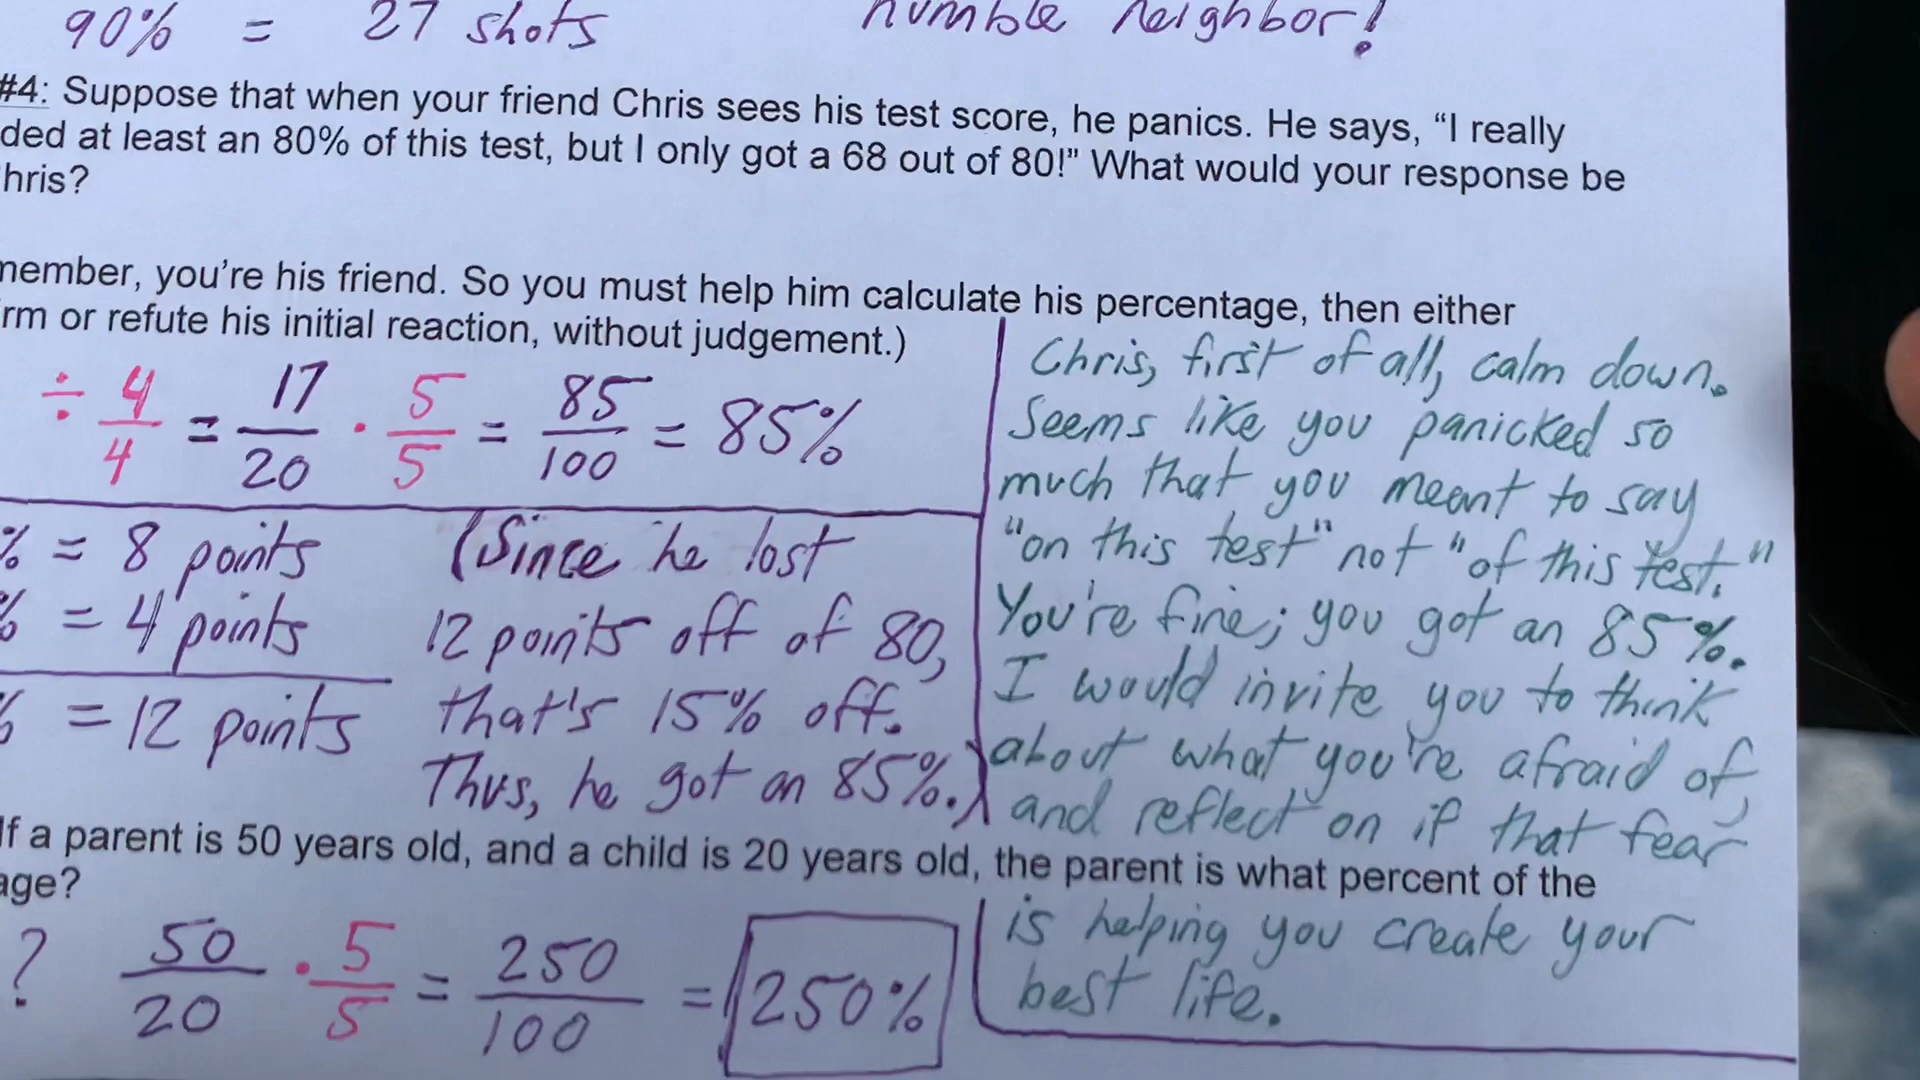 90% = 27 shots humble neighbor!
#4: Suppose that when your friend Chris sees his test score, he panics. He says, “I really
ded at least an 80% of this test, but I only got a 68 out of 80!” What would your response be
hris?
member, you’re his friend. So you must help him calculate his percentage, then either
rm or refute his initial reaction, without judgement.)
÷ 4/4 = 17/20 · 5/5 = 85/100 = 85%
% = 8 points
% = 4 points
% = 12 points
(Since he lost
12 points off of 80,
that's 15% off.
Thus, he got an 85%.)
Chris, first of all, calm down.
Seems like you panicked so
much that you meant to say
"on this test" not "of this test."
You're fine; you got an 85%.
I would invite you to think
about what you're afraid of,
and reflect on if that fear
is helping you create your
best life.
If a parent is 50 years old, and a child is 20 years old, the parent is what percent of the
age?
? 50/20 · 5/5 = 250/100 = 250%